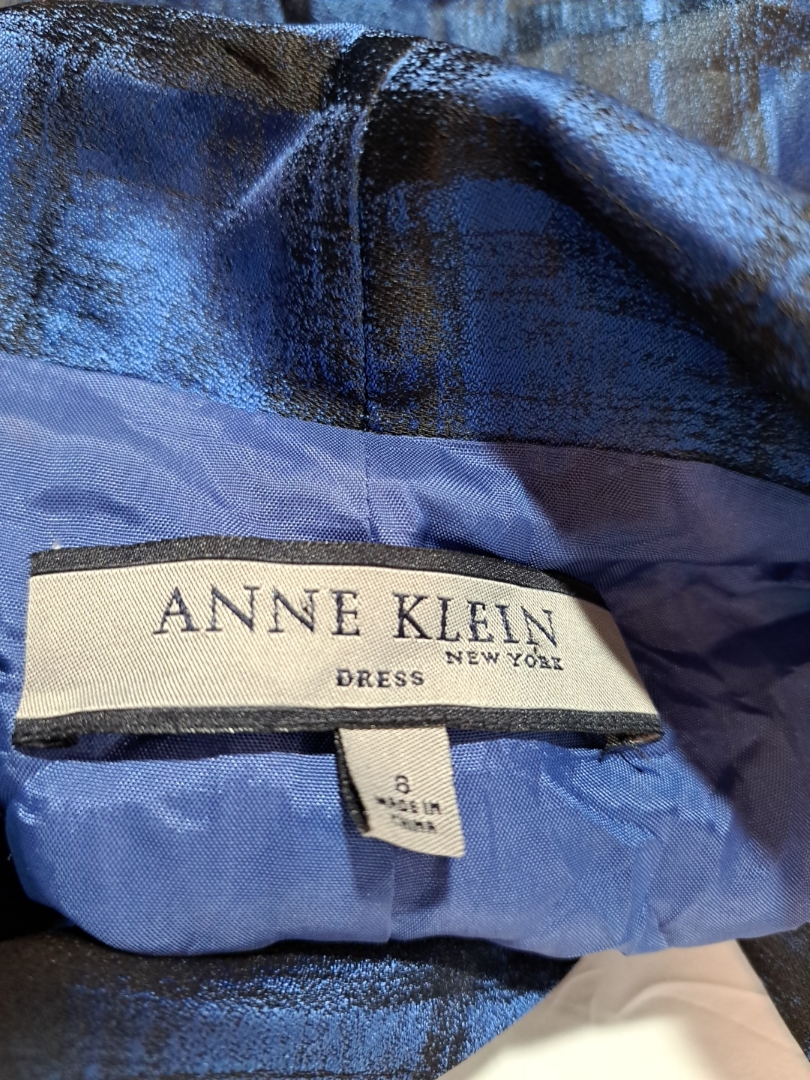 ANNE KLEIN
NEW YORK
DRESS
8
MADE IN
CHINA